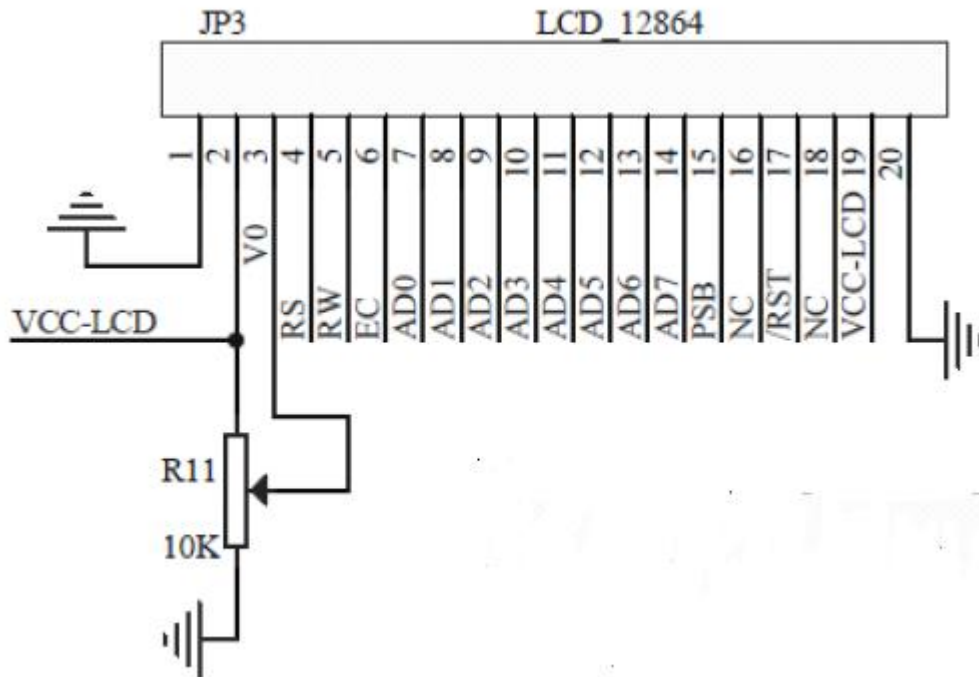 JP3 LCD_12864
1 2 3 4 5 6 7 8 9 10 11 12 13 14 15 16 17 18 19 20
V0 RS RW EC AD0 AD1 AD2 AD3 AD4 AD5 AD6 AD7 PSB NC /RST NC VCC-LCD
VCC-LCD
R11
10K